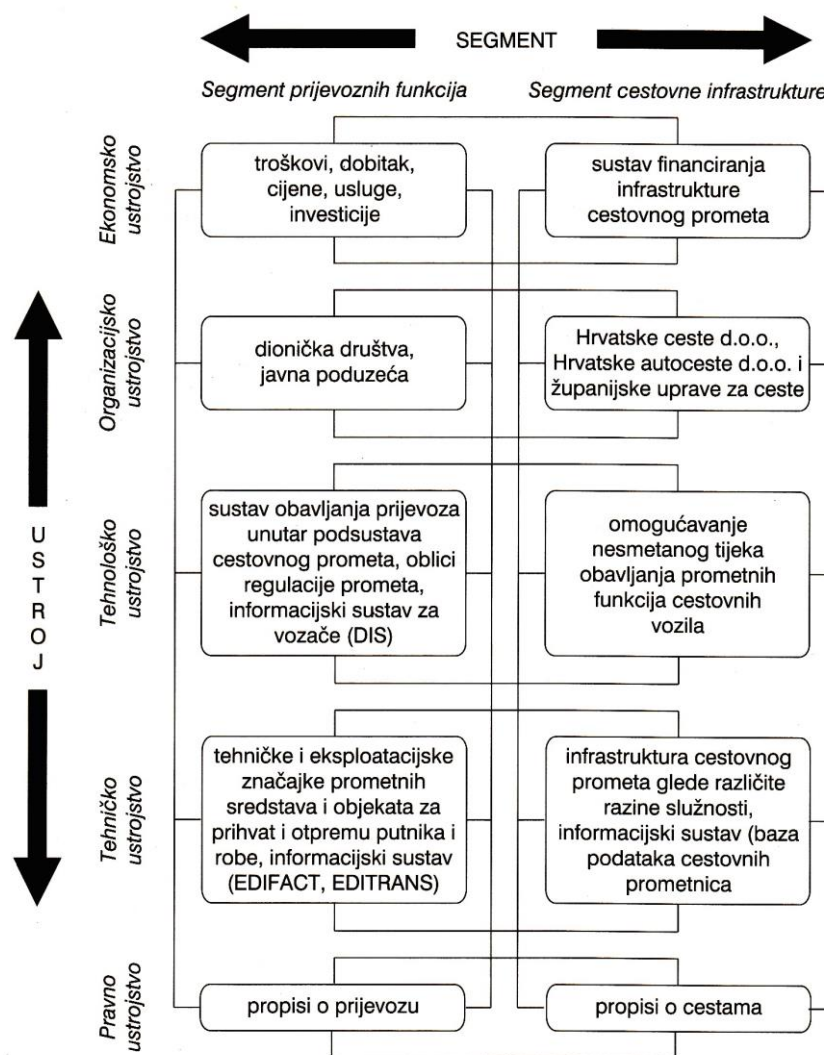 SEGMENT
Segment prijevoznih funkcija
Segment cestovne infrastrukture
Ekonomsko
ustrojstvo
troškovi, dobitak,
cijene, usluge,
investicije
sustav financiranja
infrastrukture
cestovnog prometa
Organizacijsko
ustrojstvo
dionička društva,
javna poduzeća
Hrvatske ceste d.o.o.,
Hrvatske autoceste d.o.o. i
županijske uprave za ceste
USTROJ
Tehnološko
ustrojstvo
sustav obavljanja prijevoza
unutar podsustava
cestovnog prometa, oblici
regulacije prometa,
informacijski sustav za
vozače (DIS)
omogućavanje
nesmetanog tijeka
obavljanja prometnih
funkcija cestovnih
vozila
Tehničko
ustrojstvo
tehničke i eksploatacijske
značajke prometnih
sredstava i objekata za
prihvat i otpremu putnika i
robe, informacijski sustav
(EDIFACT, EDITRANS)
infrastruktura cestovnog
prometa glede različite
razine služnosti,
informacijski sustav (baza
podataka cestovnih
prometnica
Pravno
ustrojstvo
propisi o prijevozu
propisi o cestama